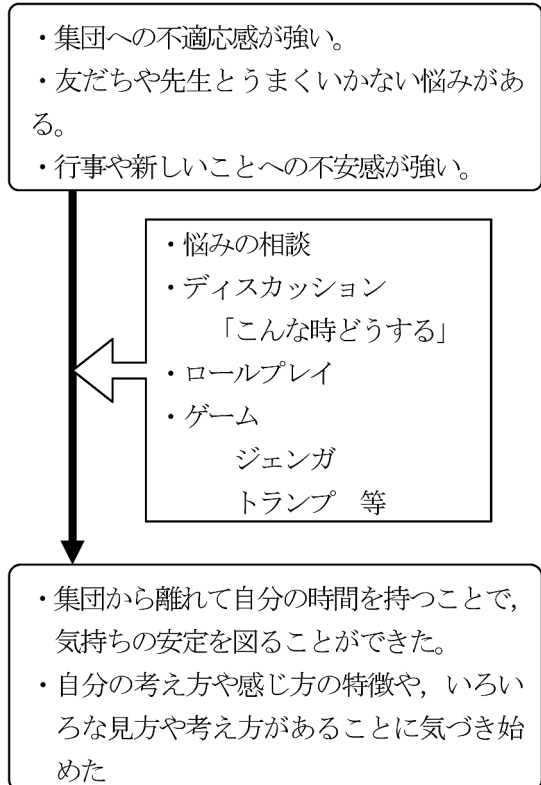 ・集団への不適応感が強い。
・友だちや先生とうまくいかない悩みがあ
る。
・行事や新しいことへの不安感が強い。
・悩みの相談
・ディスカッション
「こんな時どうする」
・ロールプレイ
・ゲーム
ジェンガ
トランプ　等
・集団から離れて自分の時間を持つことで，
気持ちの安定を図ることができた。
・自分の考え方や感じ方の特徴や，いろい
ろな見方や考え方があることに気づき始
めた